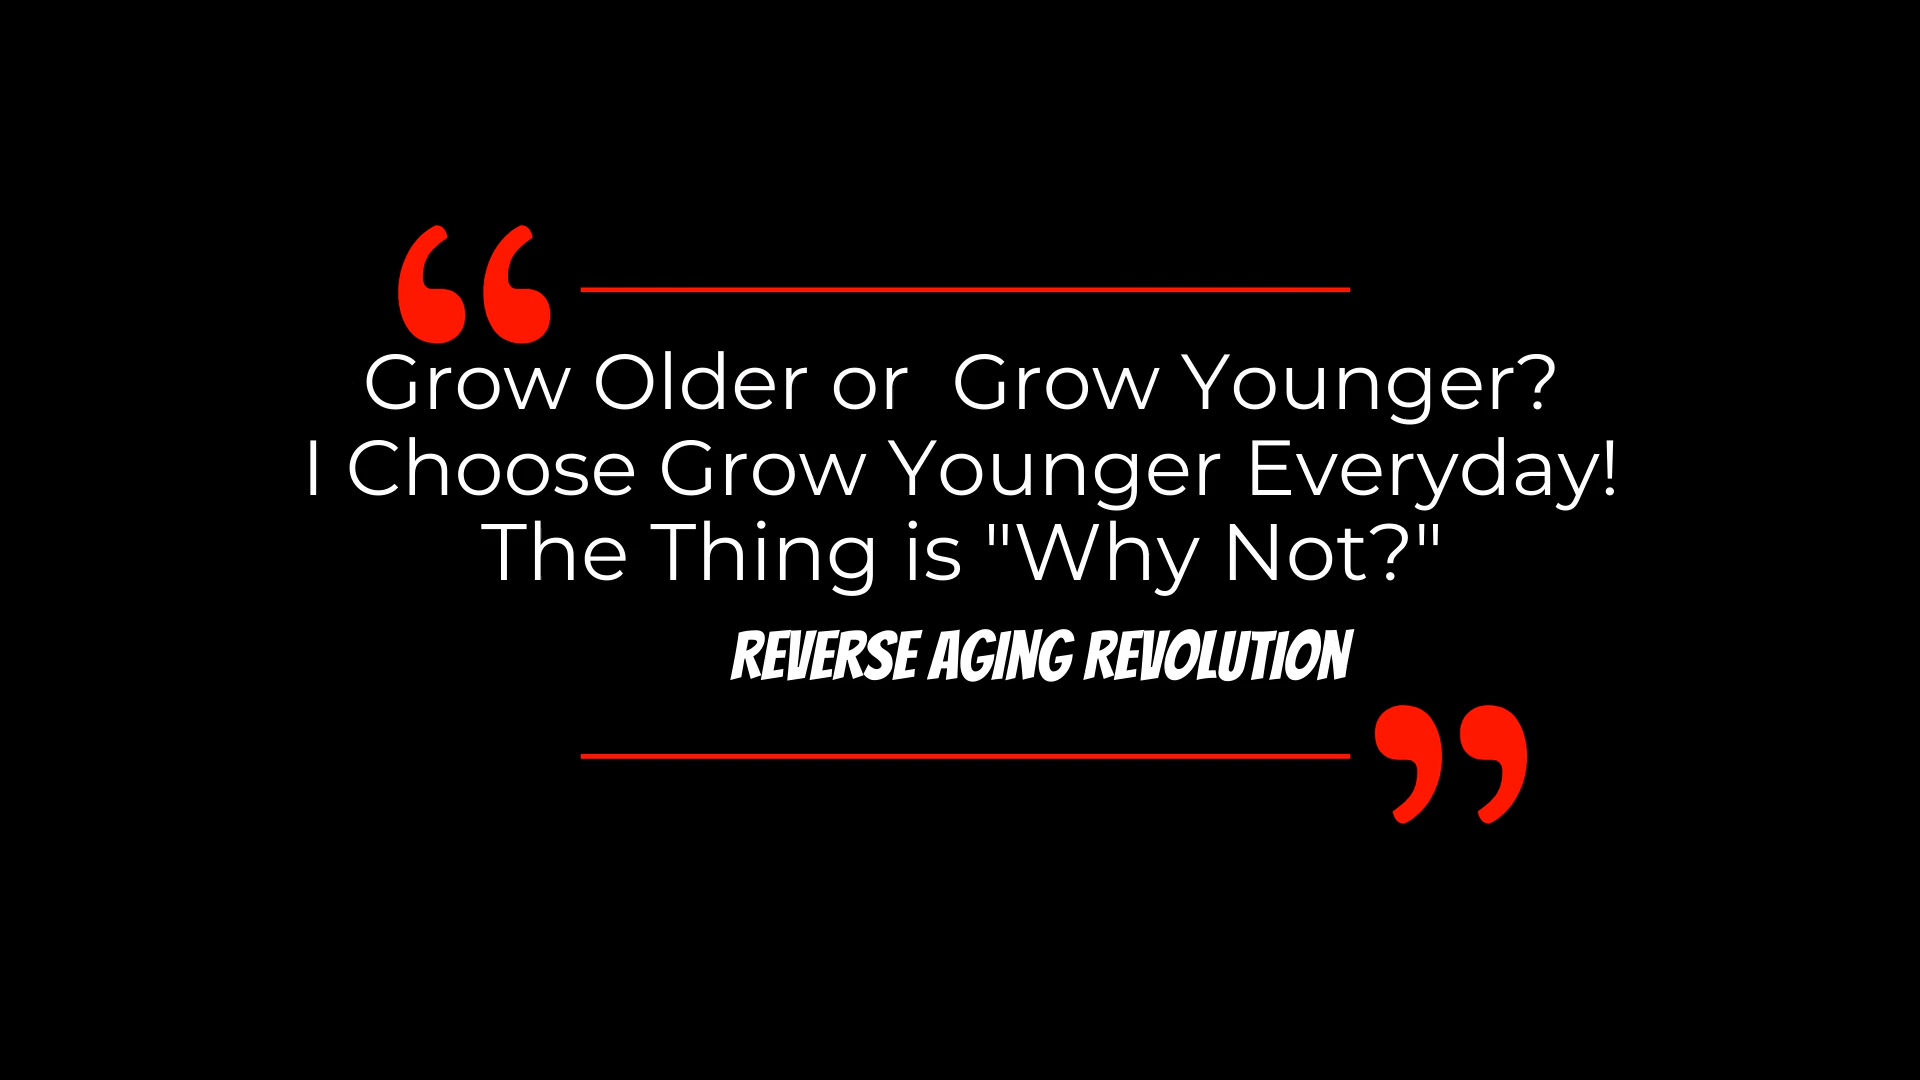 “
Grow Older or  Grow Younger?
I Choose Grow Younger Everyday!
The Thing is "Why Not?"
REVERSE AGING REVOLUTION
”